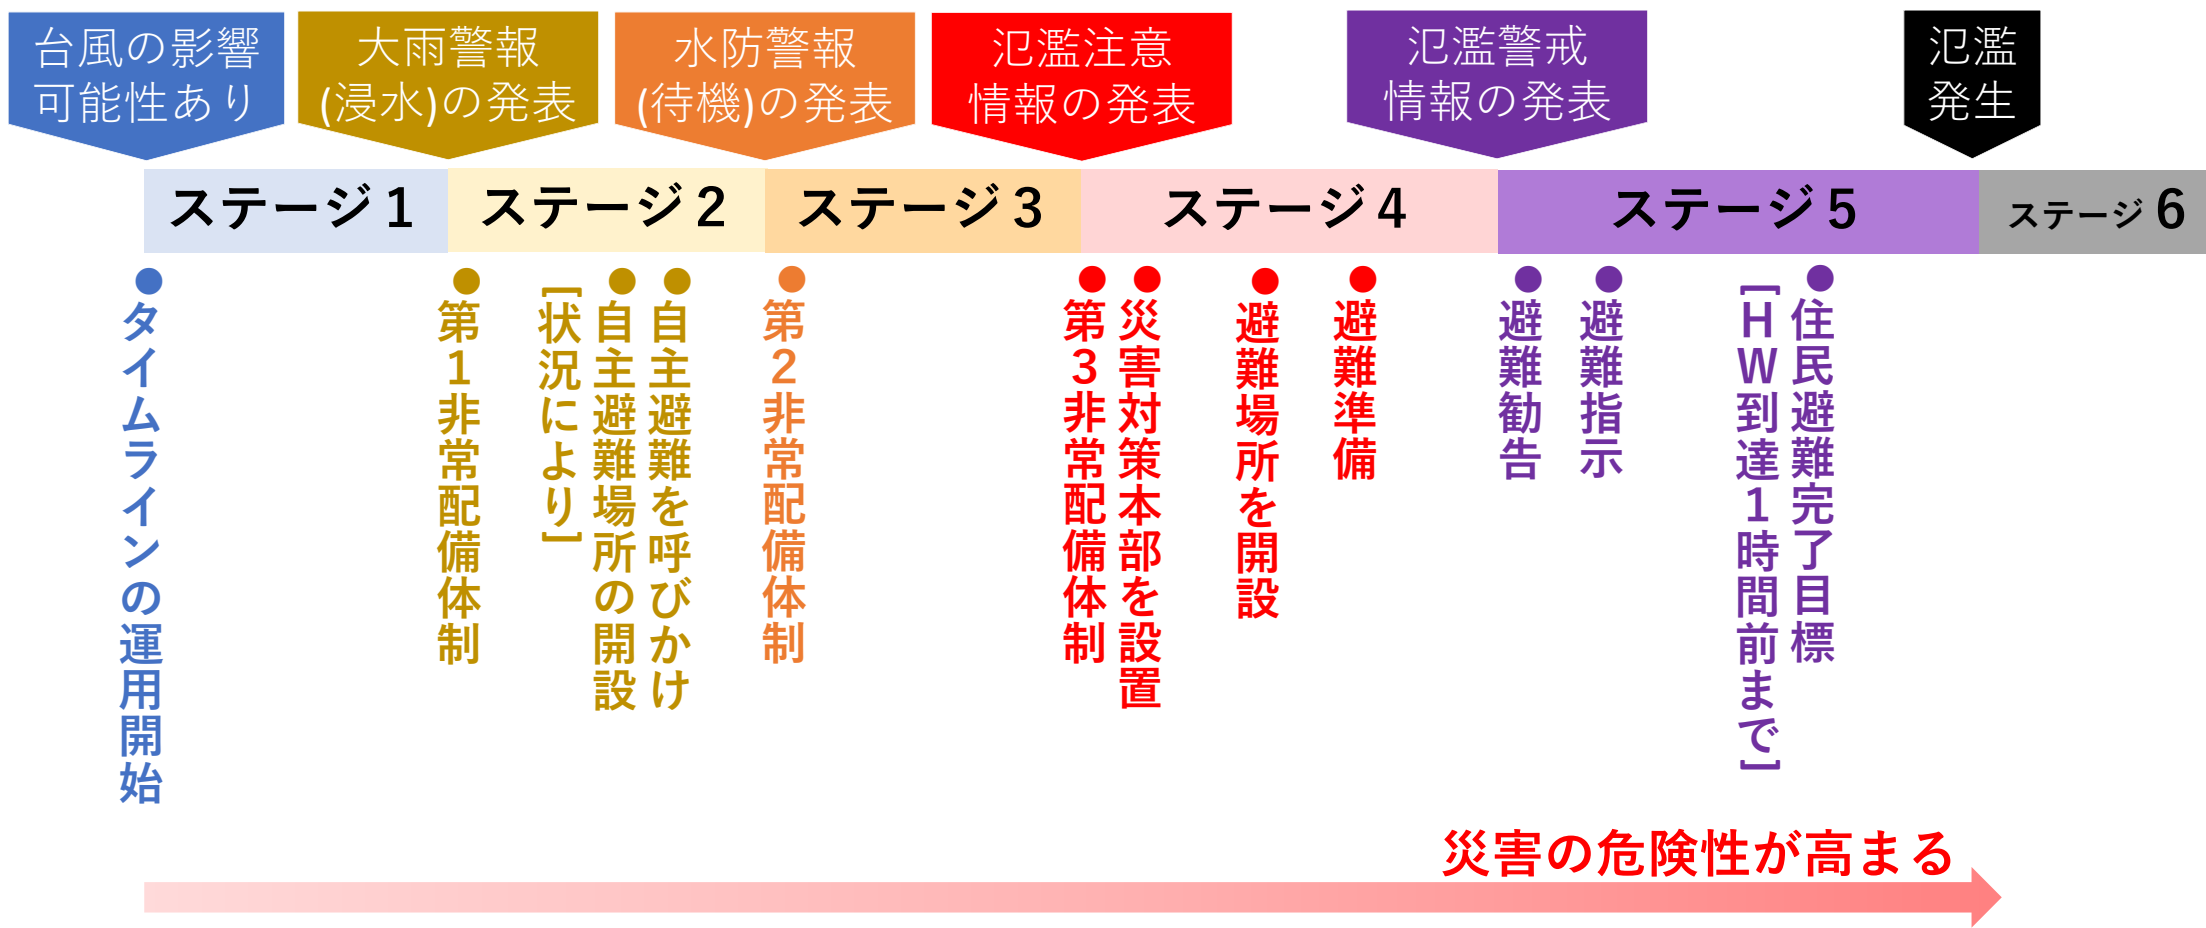 台風の影響
可能性あり
大雨警報
(浸水)の発表
水防警報
(待機)の発表
氾濫注意
情報の発表
氾濫警戒
情報の発表
氾濫
発生
ステージ1
ステージ2
ステージ3
ステージ4
ステージ5
ステージ6
●タイムラインの運用開始
●第1非常配備体制
●自主避難を呼びかけ
●自主避難場所の開設
[状況により]
●第2非常配備体制
●第3非常配備体制
●災害対策本部を設置
●避難場所を開設
●避難準備
●避難勧告
●避難指示
●住民避難完了目標
[HW到達1時間前まで]
災害の危険性が高まる